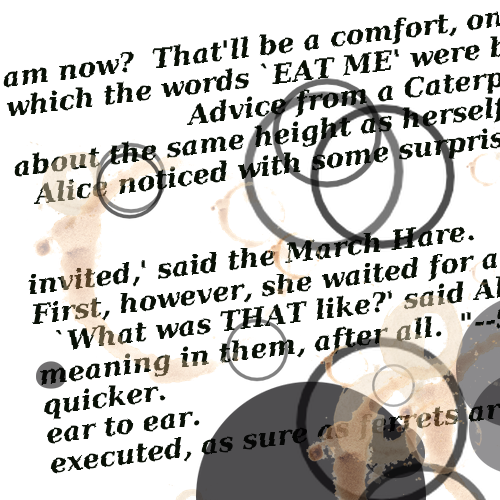 am now?  That'll be a comfort, on
which the words `EAT ME' were b
Advice from a Caterp
about the same height as herself
Alice noticed with some surpris
invited,' said the March Hare.
First, however, she waited for a
`What was THAT like?' said Al
meaning in them, after all.  "--S
quicker.
ear to ear.
executed, as sure as ferrets ar